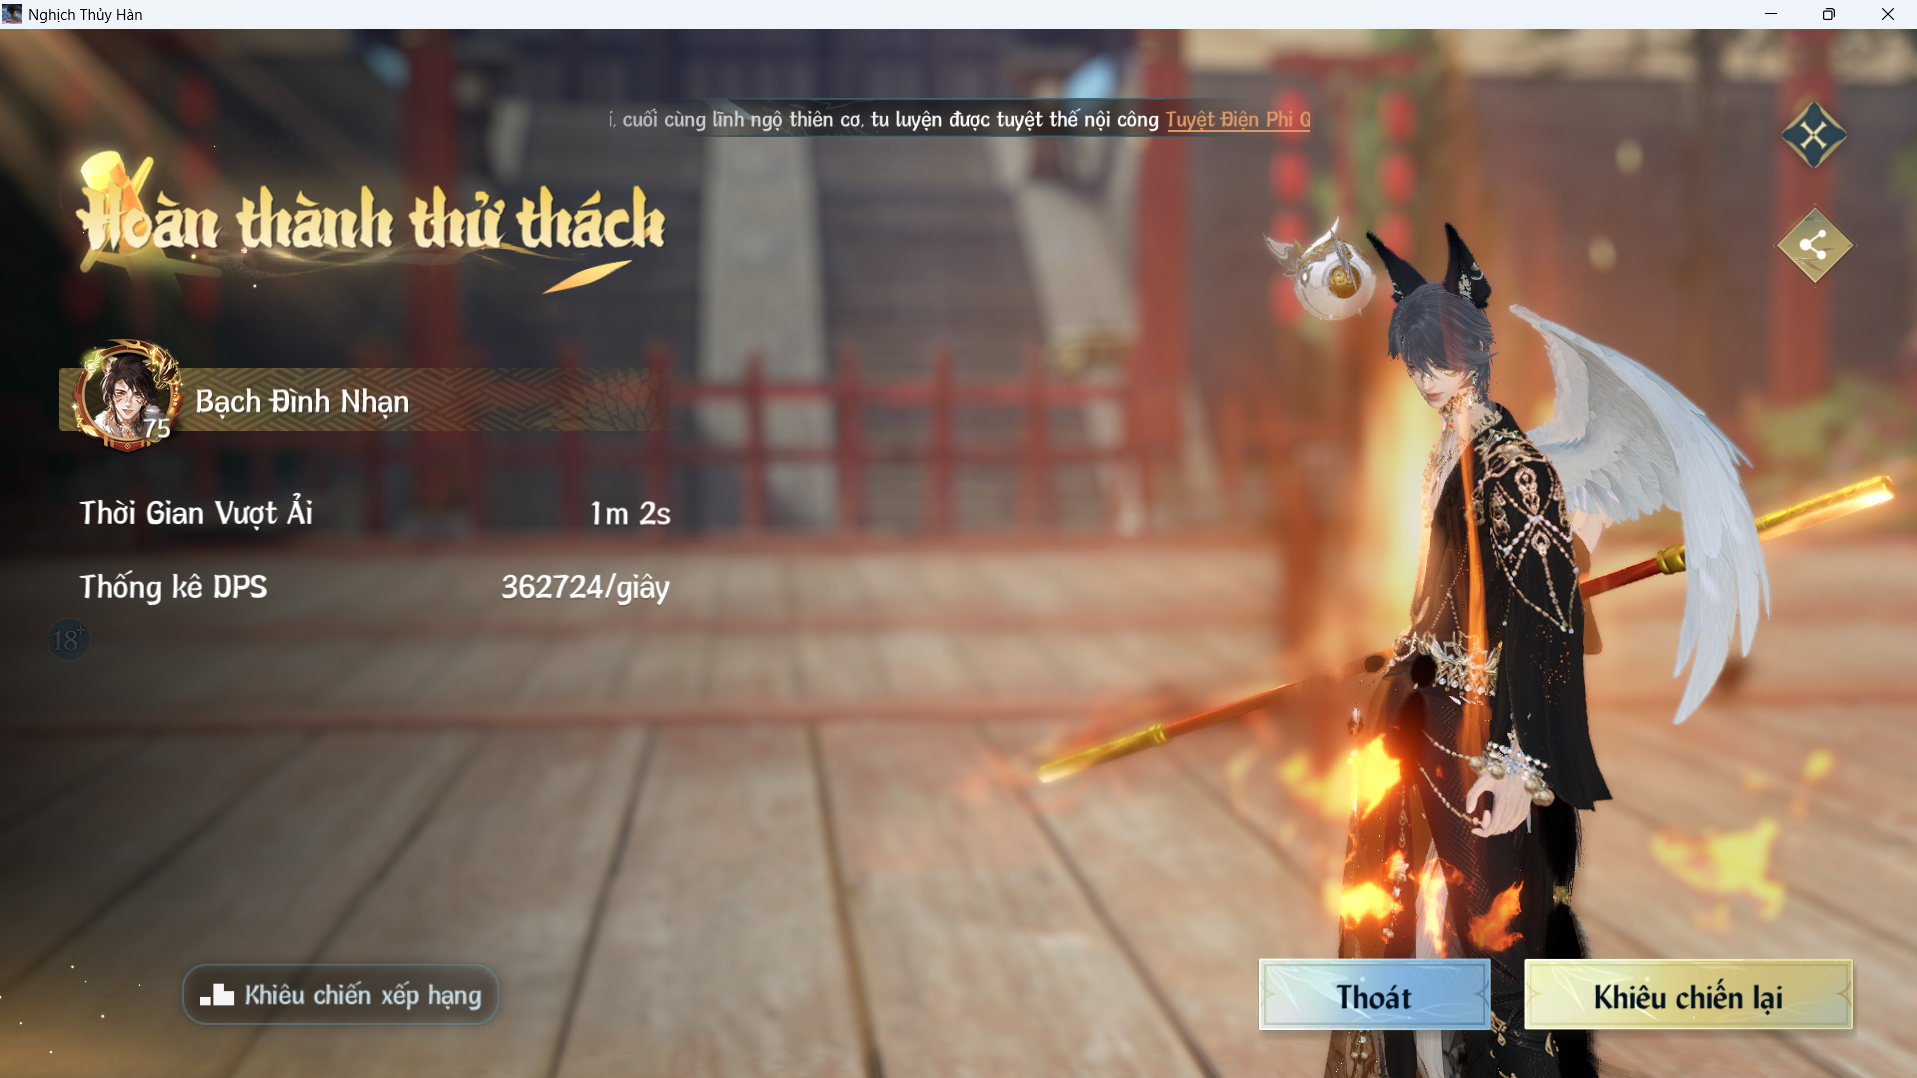 Nghịch Thủy Hàn
, cuối cùng lĩnh ngộ thiên cơ, tu luyện được tuyệt thế nội công Tuyệt Điện Phi
Hoàn thành thử thách
Bạch Đình Nhạn
75
Thời Gian Vượt Ải 1m 2s
Thống kê DPS 362724/giây
18+
Khiêu chiến xếp hạng
Thoát
Khiêu chiến lại